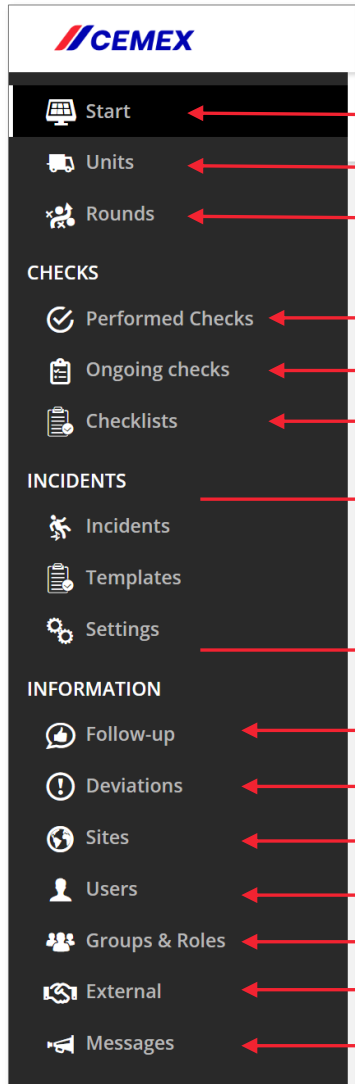 CEMEX
Start
Units
Rounds
CHECKS
Performed Checks
Ongoing checks
Checklists
INCIDENTS
Incidents
Templates
Settings
INFORMATION
Follow-up
Deviations
Sites
Users
Groups & Roles
External
Messages